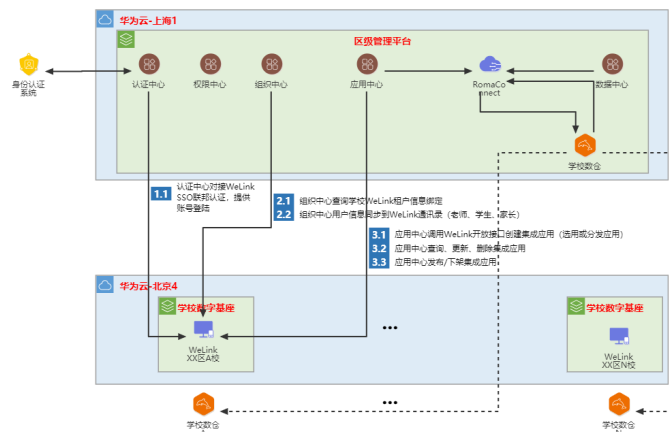 华为云-上海1
区级管理平台
身份认证
系统
认证中心
权限中心
组织中心
应用中心
RomaCo
nnect
数据中心
学校数仓
1.1
认证中心对接WeLink
SSO联邦认证，提供
账号登陆
2.1
组织中心查询学校WeLink租户信息绑定
2.2
组织中心用户信息同步到WeLink通讯录（老师、学生、家长）
3.1
应用中心调用WeLink开放接口创建集成应用（选用或分发应用）
3.2
应用中心查询、更新、删除集成应用
3.3
应用中心发布/下架集成应用
华为云-北京4
学校数字基座
WeLink
XX区A校
...
学校数字基座
WeLink
XX区N校
学校数仓
...
学校数仓